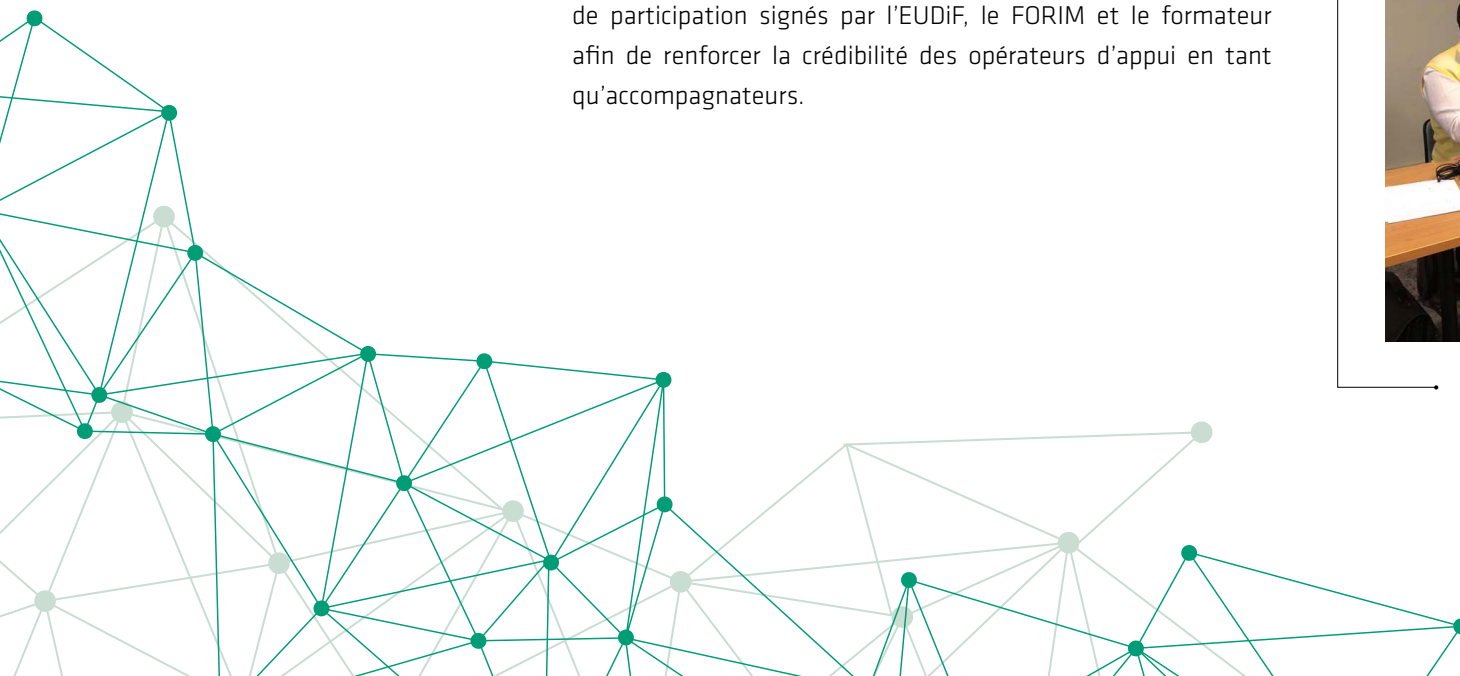 de participation signés par l’EUDiF, le FORIM et le formateur
afin de renforcer la crédibilité des opérateurs d’appui en tant
qu’accompagnateurs.